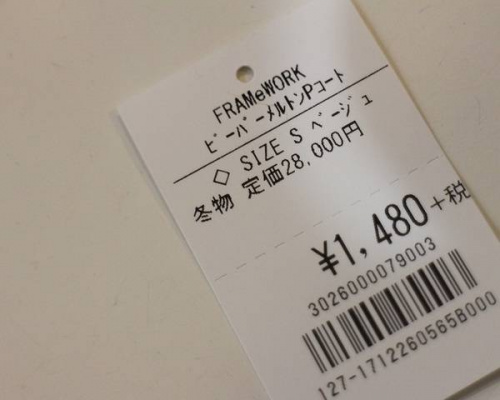 FRAMeWORK
ビーバーメルトンPコート
◇ SIZE S ベージュ
冬物 定価28,000円
¥1,480+税
3026000079003
127-1712260565B000